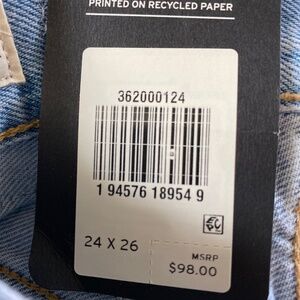 PRINTED ON RECYCLED PAPER
362000124
1 94576 18954 9
24 X 26
MSRP
$98.00